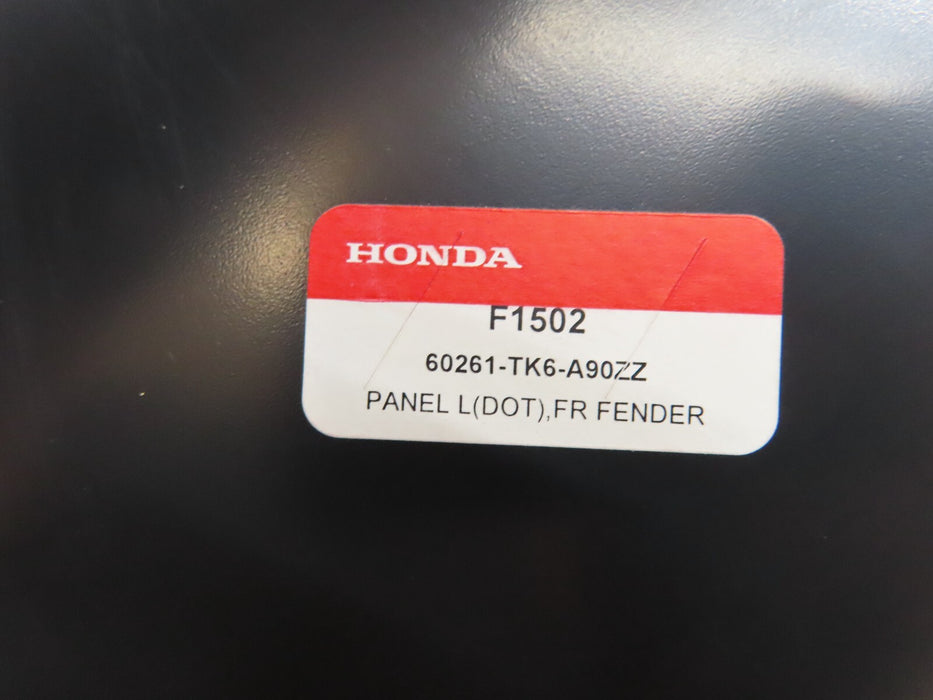 HONDA
F1502
60261-TK6-A90ZZ
PANEL L(DOT),FR FENDER